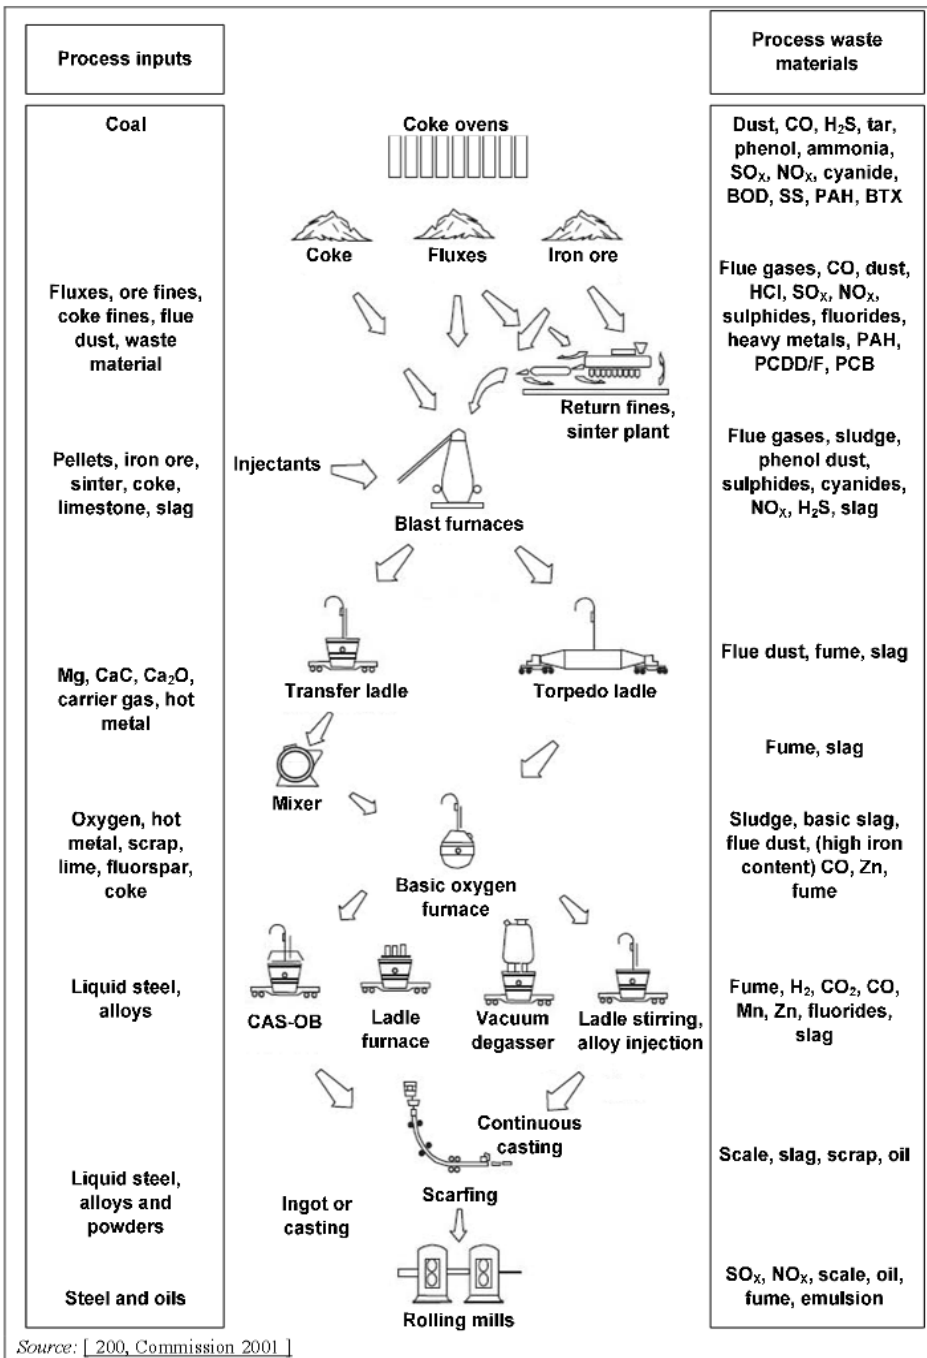 Process inputs
Process waste
materials
Coal
Coke ovens
Dust, CO, H₂S, tar,
phenol, ammonia,
SOₓ, NOₓ, cyanide,
BOD, SS, PAH, BTX
Coke
Fluxes
Iron ore
Fluxes, ore fines,
coke fines, flue
dust, waste
material
Flue gases, CO, dust,
HCl, SOₓ, NOₓ,
sulphides, fluorides,
heavy metals, PAH,
PCDD/F, PCB
Return fines,
sinter plant
Pellets, iron ore,
sinter, coke,
limestone, slag
Injectants
Blast furnaces
Flue gases, sludge,
phenol dust,
sulphides, cyanides,
NOₓ, H₂S, slag
Mg, CaC, Ca₂O,
carrier gas, hot
metal
Transfer ladle
Torpedo ladle
Flue dust, fume, slag
Mixer
Fume, slag
Oxygen, hot
metal, scrap,
lime, fluorspar,
coke
Basic oxygen
furnace
Sludge, basic slag,
flue dust, (high iron
content) CO, Zn,
fume
Liquid steel,
alloys
CAS-OB
Ladle
furnace
Vacuum
degasser
Ladle stirring,
alloy injection
Fume, H₂, CO₂, CO,
Mn, Zn, fluorides,
slag
Continuous
casting
Scale, slag, scrap, oil
Liquid steel,
alloys and
powders
Ingot or
casting
Scarfing
Steel and oils
Rolling mills
SOₓ, NOₓ, scale, oil,
fume, emulsion
Source: [ 200, Commission 2001 ]